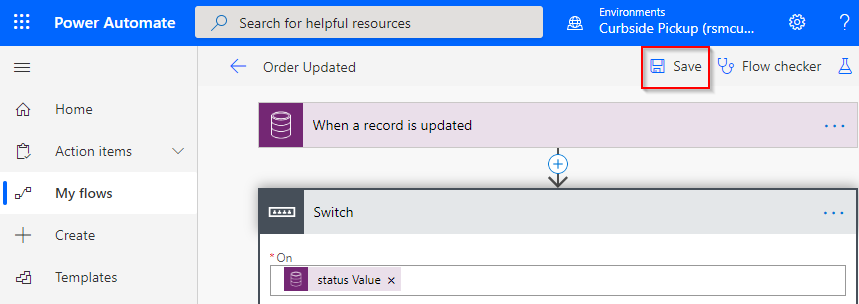 Power Automate
Search for helpful resources
Environments
Curbside Pickup (rsmcu...
?
Order Updated
Save
Flow checker
Home
Action items
My flows
Create
Templates
When a record is updated
...
Switch
...
* On
status Value ×